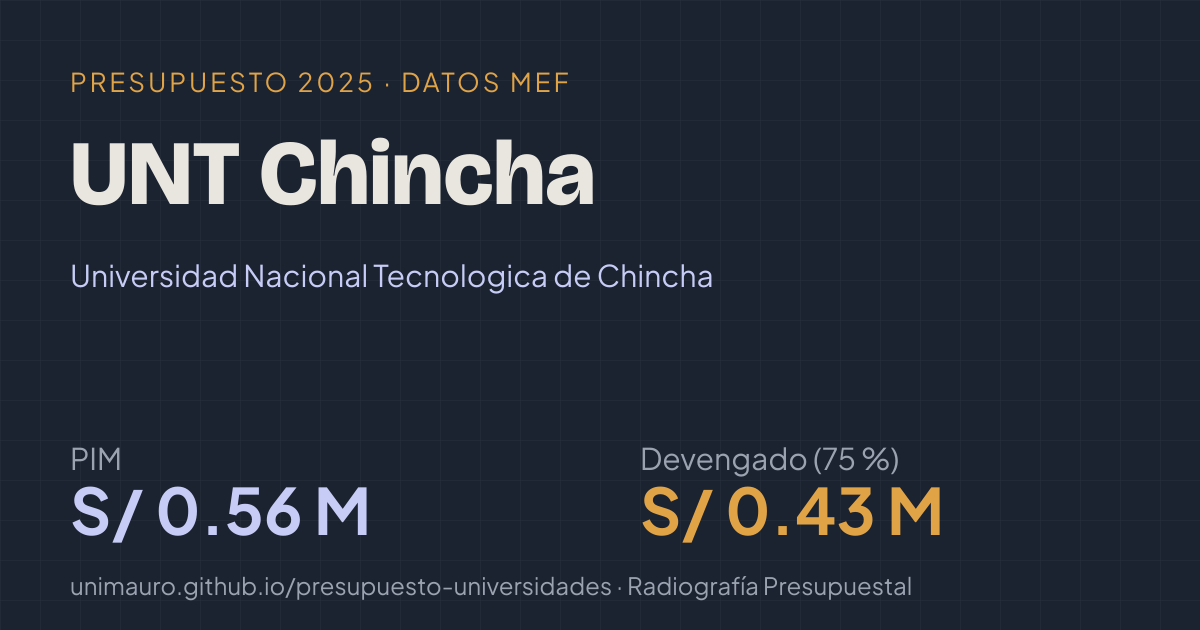 PRESUPUESTO 2025 · DATOS MEF
UNT Chincha
Universidad Nacional Tecnologica de Chincha
PIM
S/ 0.56 M
Devengado (75 %)
S/ 0.43 M
unimauro.github.io/presupuesto-universidades · Radiografía Presupuestal